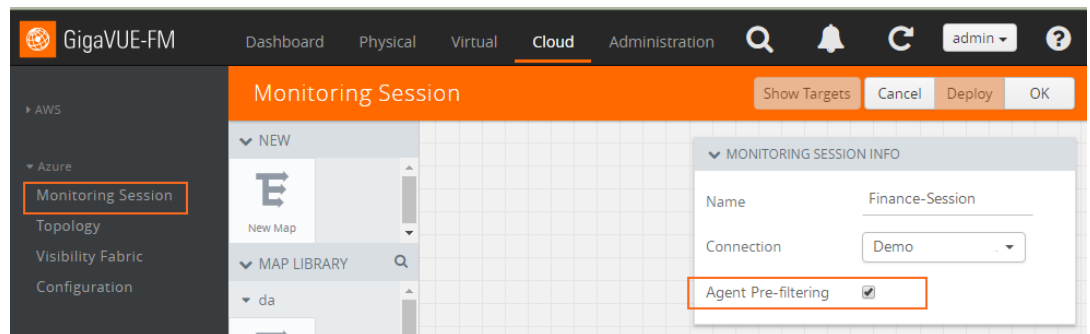 GigaVUE-FM
Dashboard Physical Virtual Cloud Administration admin ?
Monitoring Session
Show Targets Cancel Deploy OK
AWS
Azure
Monitoring Session
Topology
Visibility Fabric
Configuration
NEW
New Map
MAP LIBRARY
da
MONITORING SESSION INFO
Name Finance-Session
Connection Demo
Agent Pre-filtering